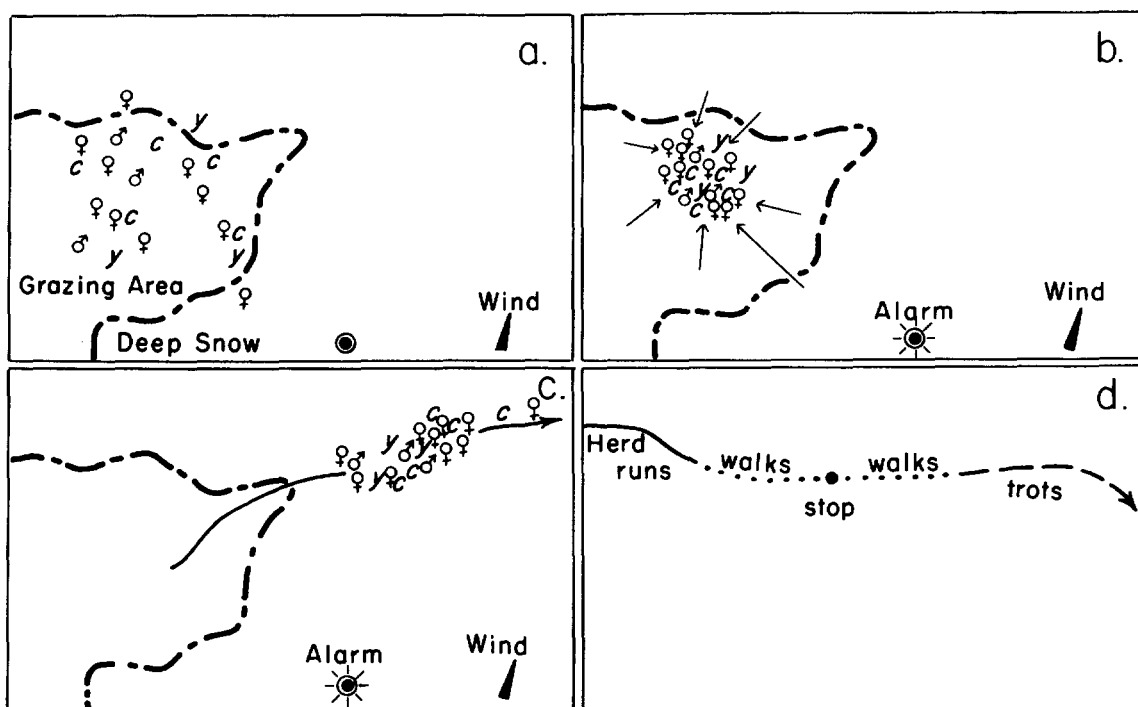 a.
♀
y
♂ c
♀ c
c ♀ ♀
♂
♀
♀ ♀ c
♂ ♀ ♀ c
y y
Grazing Area
♀ Wind
Deep Snow
b.
♀
♀ ♀ ♂ y
♀ ♀ c ♀ c ♀ y
c ♂ y ♂ c ♀
c ♀ ♀
Wind
Alarm
c.
c ♀ c ♀ c ♀
♀ ♀ ♀
y ♂ y ♀ ♀
♀ ♂ ♂
♀ y ♀ c c
Wind
Alarm
d.
Herd
runs
walks
stop
walks
trots